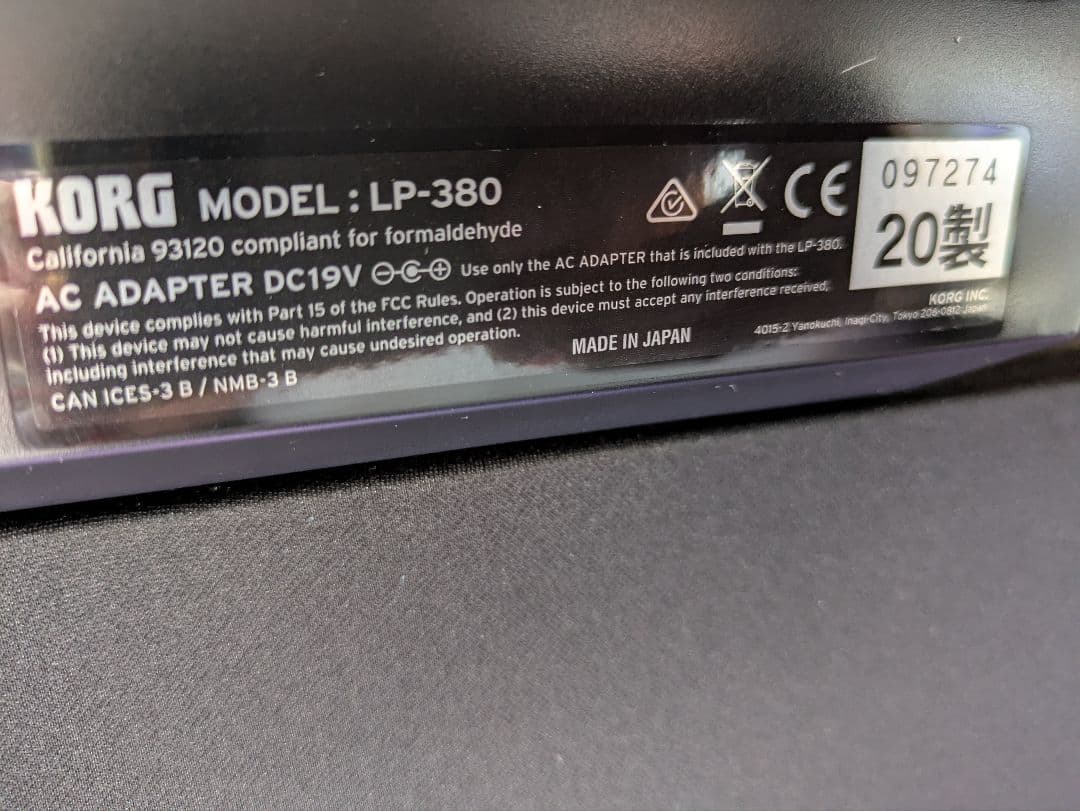 KORG MODEL : LP-380
California 93120 compliant for formaldehyde
AC ADAPTER DC19V Use only the AC ADAPTER that is included with the LP-380.
This device complies with Part 15 of the FCC Rules. Operation is subject to the following two conditions:
(1) This device may not cause harmful interference, and (2) this device must accept any interference received,
including interference that may cause undesired operation.
CAN ICES-3 B / NMB-3 B
MADE IN JAPAN
CE
097274
20製
KORG INC.
4015-2 Yanokuchi, Inagi-City, Tokyo 206-0812 Japan